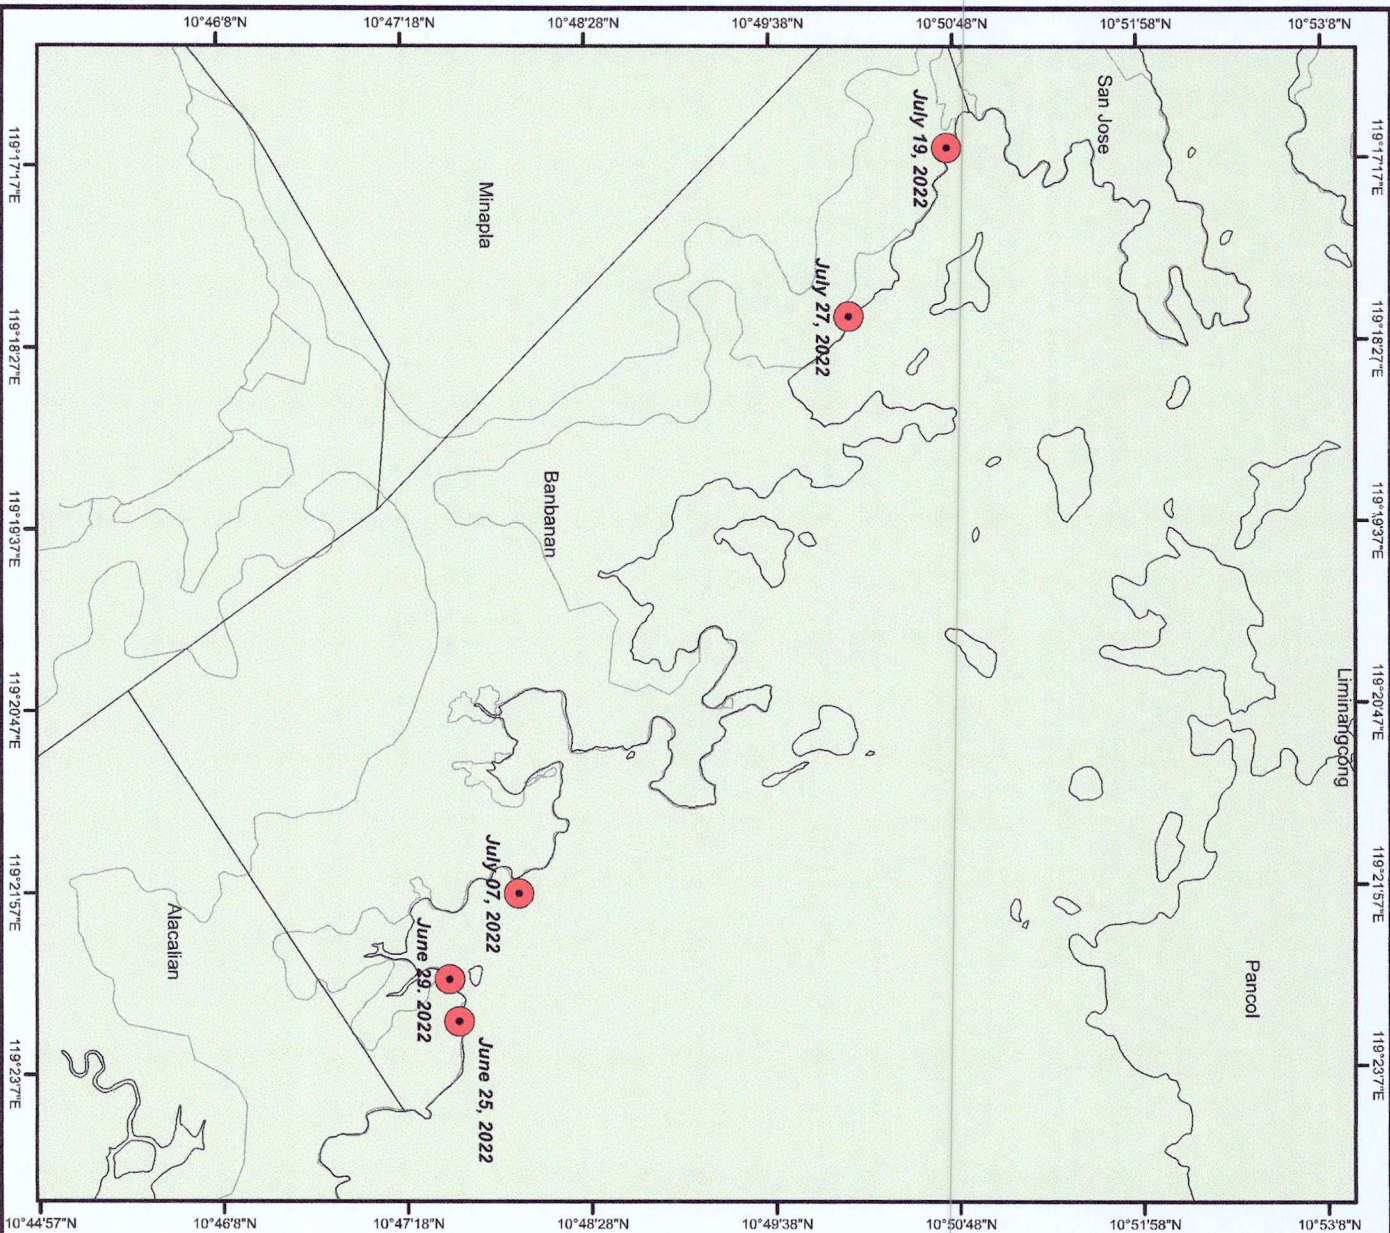 10°46'8"N
10°47'18"N
10°48'28"N
10°49'38"N
10°50'48"N
10°51'58"N
10°53'8"N
119°17'17"E
119°18'27"E
119°19'37"E
119°20'47"E
119°21'57"E
119°23'7"E
San Jose
July 19, 2022
Minapla
July 27, 2022
Banbanan
Liminangcong
July 07, 2022
Alacalian
June 29. 2022
June 25, 2022
Pancol
119°17'17"E
119°18'27"E
119°19'37"E
119°20'47"E
119°21'57"E
119°23'7"E
10°44'57"N
10°46'8"N
10°47'18"N
10°48'28"N
10°49'38"N
10°50'48"N
10°51'58"N
10°53'8"N